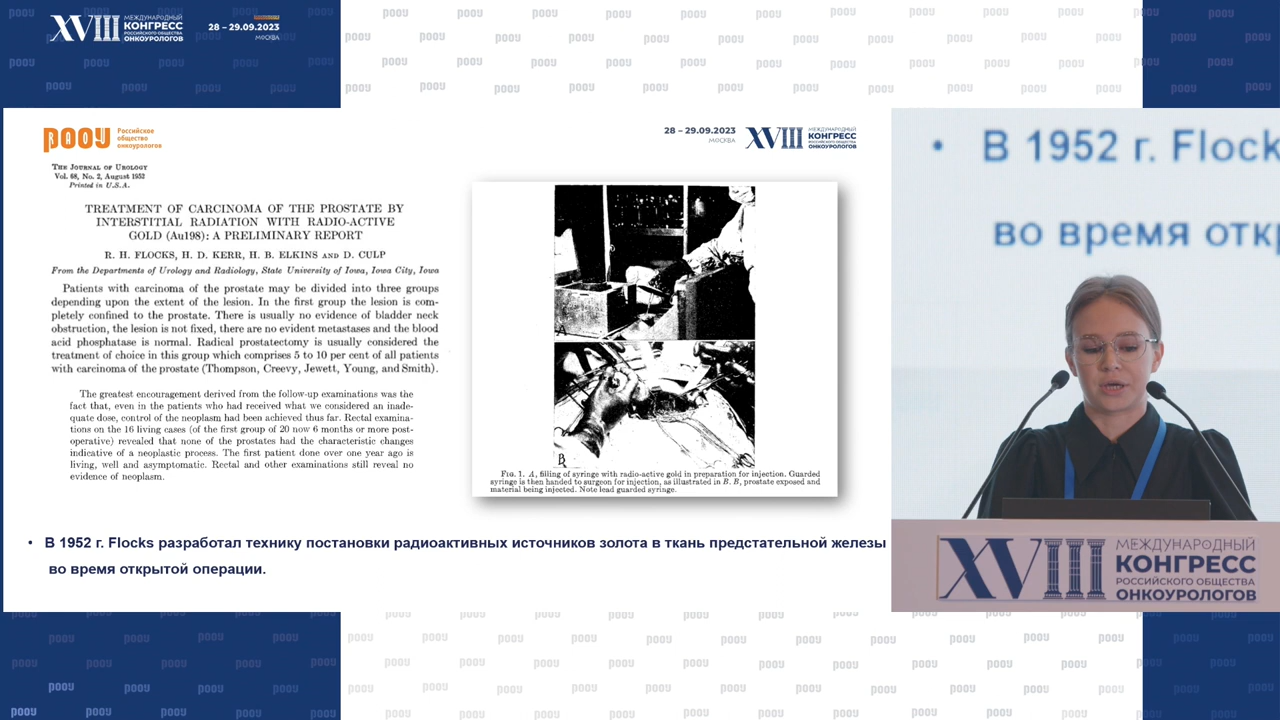 XVIII МЕЖДУНАРОДНЫЙ
КОНГРЕСС
РОССИЙСКОГО ОБЩЕСТВА
ОНКОУРОЛОГОВ
28 – 29.09.2023
МОСКВА
РООУ Российское
общество
онкоурологов
28 – 29.09.2023
МОСКВА
XVIII МЕЖДУНАРОДНЫЙ
КОНГРЕСС
РОССИЙСКОГО ОБЩЕСТВА
ОНКОУРОЛОГОВ
THE JOURNAL OF UROLOGY
Vol. 68, No. 2, August 1952
Printed in U.S.A.
TREATMENT OF CARCINOMA OF THE PROSTATE BY
INTERSTITIAL RADIATION WITH RADIO-ACTIVE
GOLD (Au198): A PRELIMINARY REPORT
R. H. FLOCKS, H. D. KERR, H. B. ELKINS AND D. CULP
From the Departments of Urology and Radiology, State University of Iowa, Iowa City, Iowa
Patients with carcinoma of the prostate may be divided into three groups
depending upon the extent of the lesion. In the first group the lesion is com-
pletely confined to the prostate. There is usually no evidence of bladder neck
obstruction, the lesion is not fixed, there are no evident metastases and the blood
acid phosphatase is normal. Radical prostatectomy is usually considered the
treatment of choice in this group which comprises 5 to 10 per cent of all patients
with carcinoma of the prostate (Thompson, Creevy, Jewett, Young, and Smith).
The greatest encouragement derived from the follow-up examinations was the
fact that, even in the patients who had received what we considered an inade-
quate dose, control of the neoplasm had been achieved thus far. Rectal examina-
tions on the 16 living cases (of the first group of 20 now 6 months or more post-
operative) revealed that none of the prostates had the characteristic changes
indicative of a neoplastic process. The first patient done over one year ago is
living, well and asymptomatic. Rectal and other examinations still reveal no
evidence of neoplasm.
A
B
FIG. 1. A, filling of syringe with radio-active gold in preparation for injection. Guarded
syringe is then handed to surgeon for injection, as illustrated in B. B, prostate exposed and
material being injected. Note lead guarded syringe.
• В 1952 г. Flocks разработал технику постановки радиоактивных источников золота в ткань предстательной железы
во время открытой операции.
• В 1952 г. Flock
во время откр
XVIII МЕЖДУНАРОДНЫЙ
КОНГРЕСС
РОССИЙСКОГО ОБЩЕСТВА
ОНКОУРОЛОГОВ